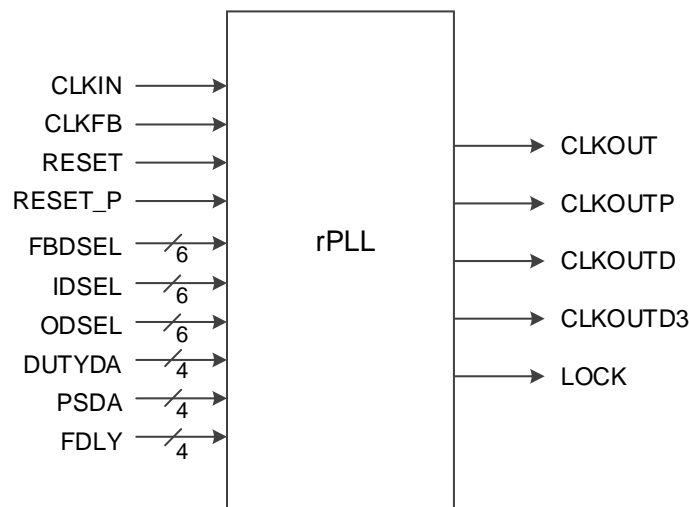 CLKIN
CLKFB
RESET
RESET_P
FBDSEL
6
IDSEL
6
ODSEL
6
DUTYDA
4
PSDA
4
FDLY
4
rPLL
CLKOUT
CLKOUTP
CLKOUTD
CLKOUTD3
LOCK